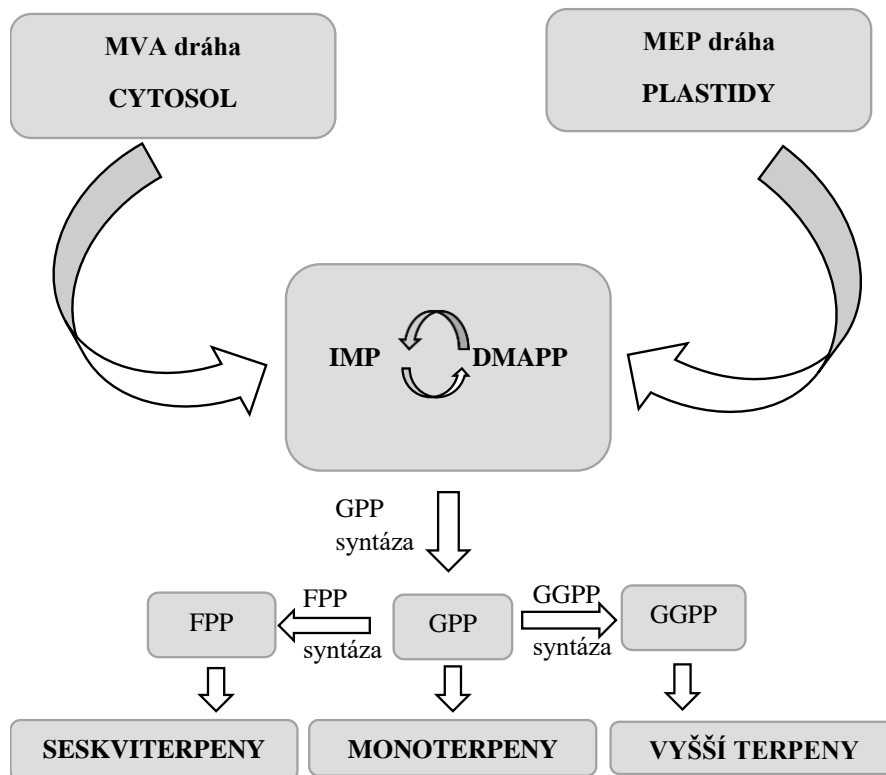 MVA dráha
CYTOSOL
MEP dráha
PLASTIDY
IMP
DMAPP
GPP
syntáza
FPP
FPP
syntáza
GPP
GGPP
syntáza
GGPP
SESKVITERPENY
MONOTERPENY
VYŠŠÍ TERPENY